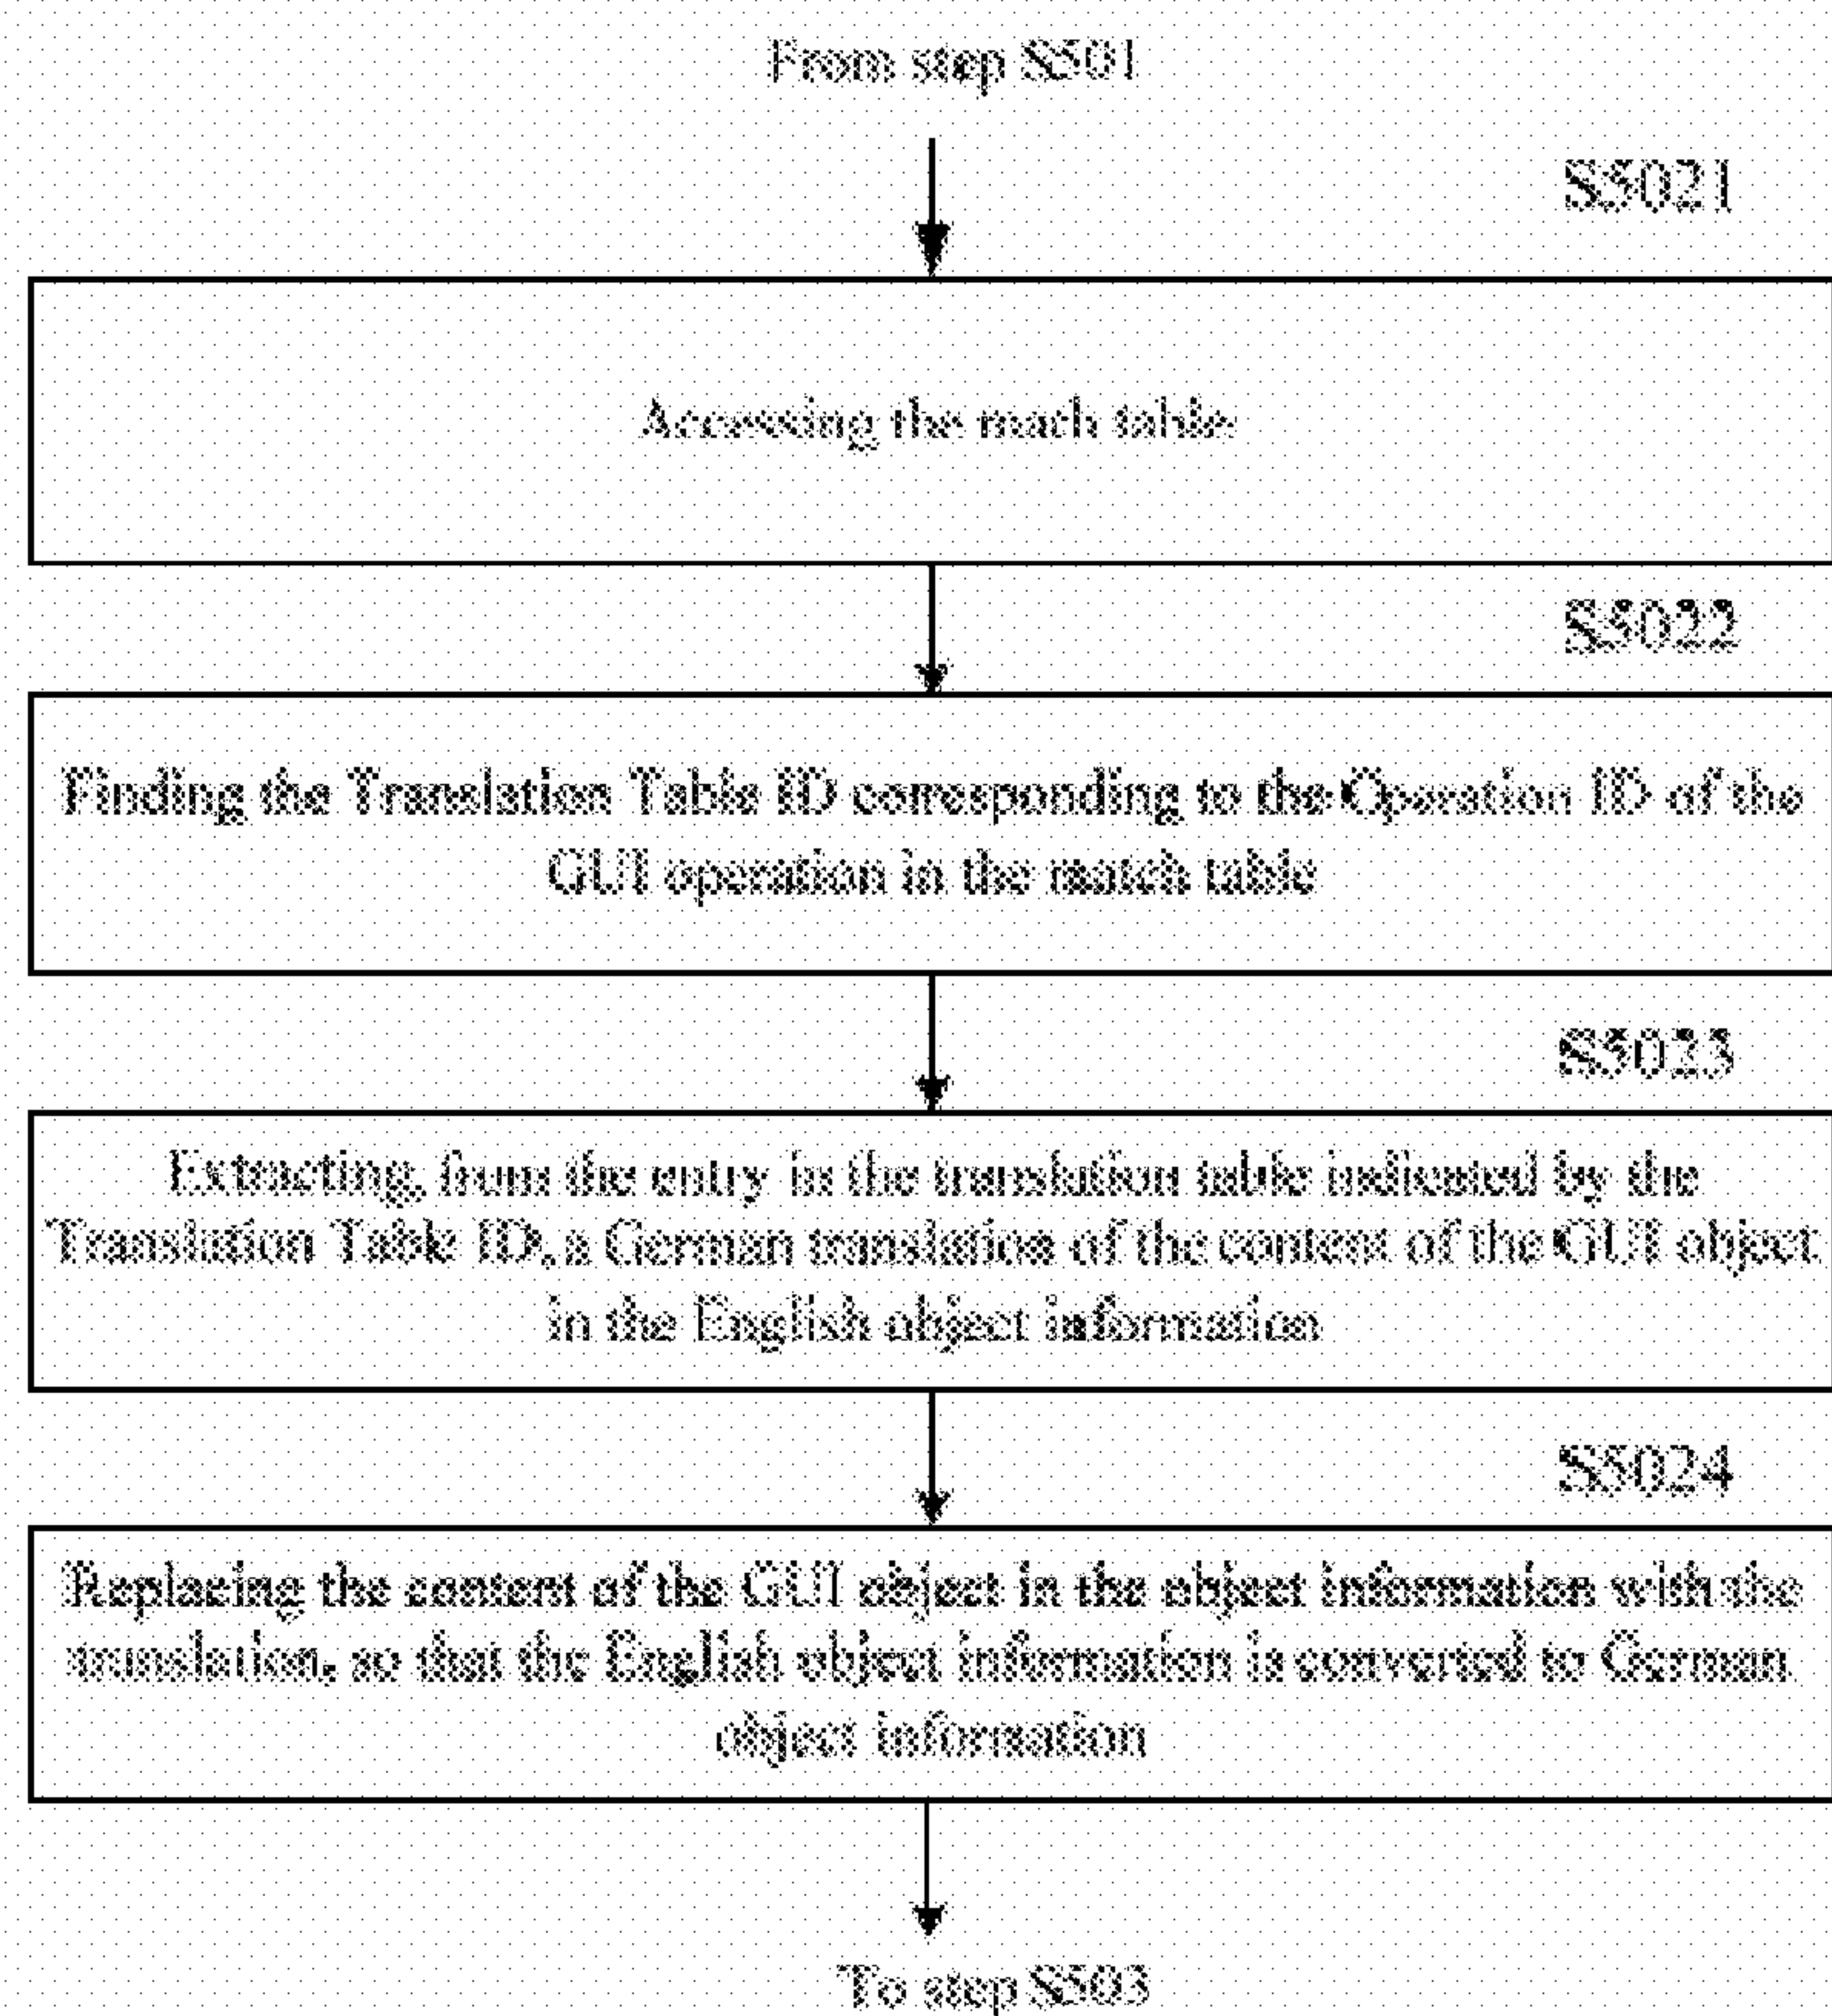 From step S501
S5021
Accessing the mach table
S5022
Finding the Translation Table ID corresponding to the Operation ID of the
GUI operation in the match table
S5023
Extracting, from the entry in the translation table indicated by the
Translation Table ID, a German translation of the content of the GUI object
in the English object information
S5024
Replacing the content of the GUI object in the object information with the
translation, so that the English object information is converted to German
object information
To step S503